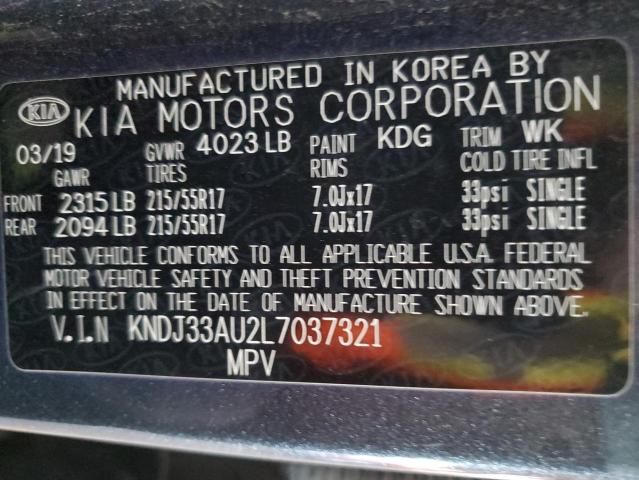 MANUFACTURED IN KOREA BY
KIA KIA MOTORS CORPORATION
03/19 GVWR 4023 LB PAINT KDG TRIM WK
GAWR TIRES RIMS COLD TIRE INFL
FRONT 2315 LB 215/55R17 7.0Jx17 33psi SINGLE
REAR 2094 LB 215/55R17 7.0Jx17 33psi SINGLE
THIS VEHICLE CONFORMS TO ALL APPLICABLE U.S.A. FEDERAL
MOTOR VEHICLE SAFETY AND THEFT PREVENTION STANDARDS
IN EFFECT ON THE DATE OF MANUFACTURE SHOWN ABOVE.
V.I.N KNDJ33AU2L7037321
MPV